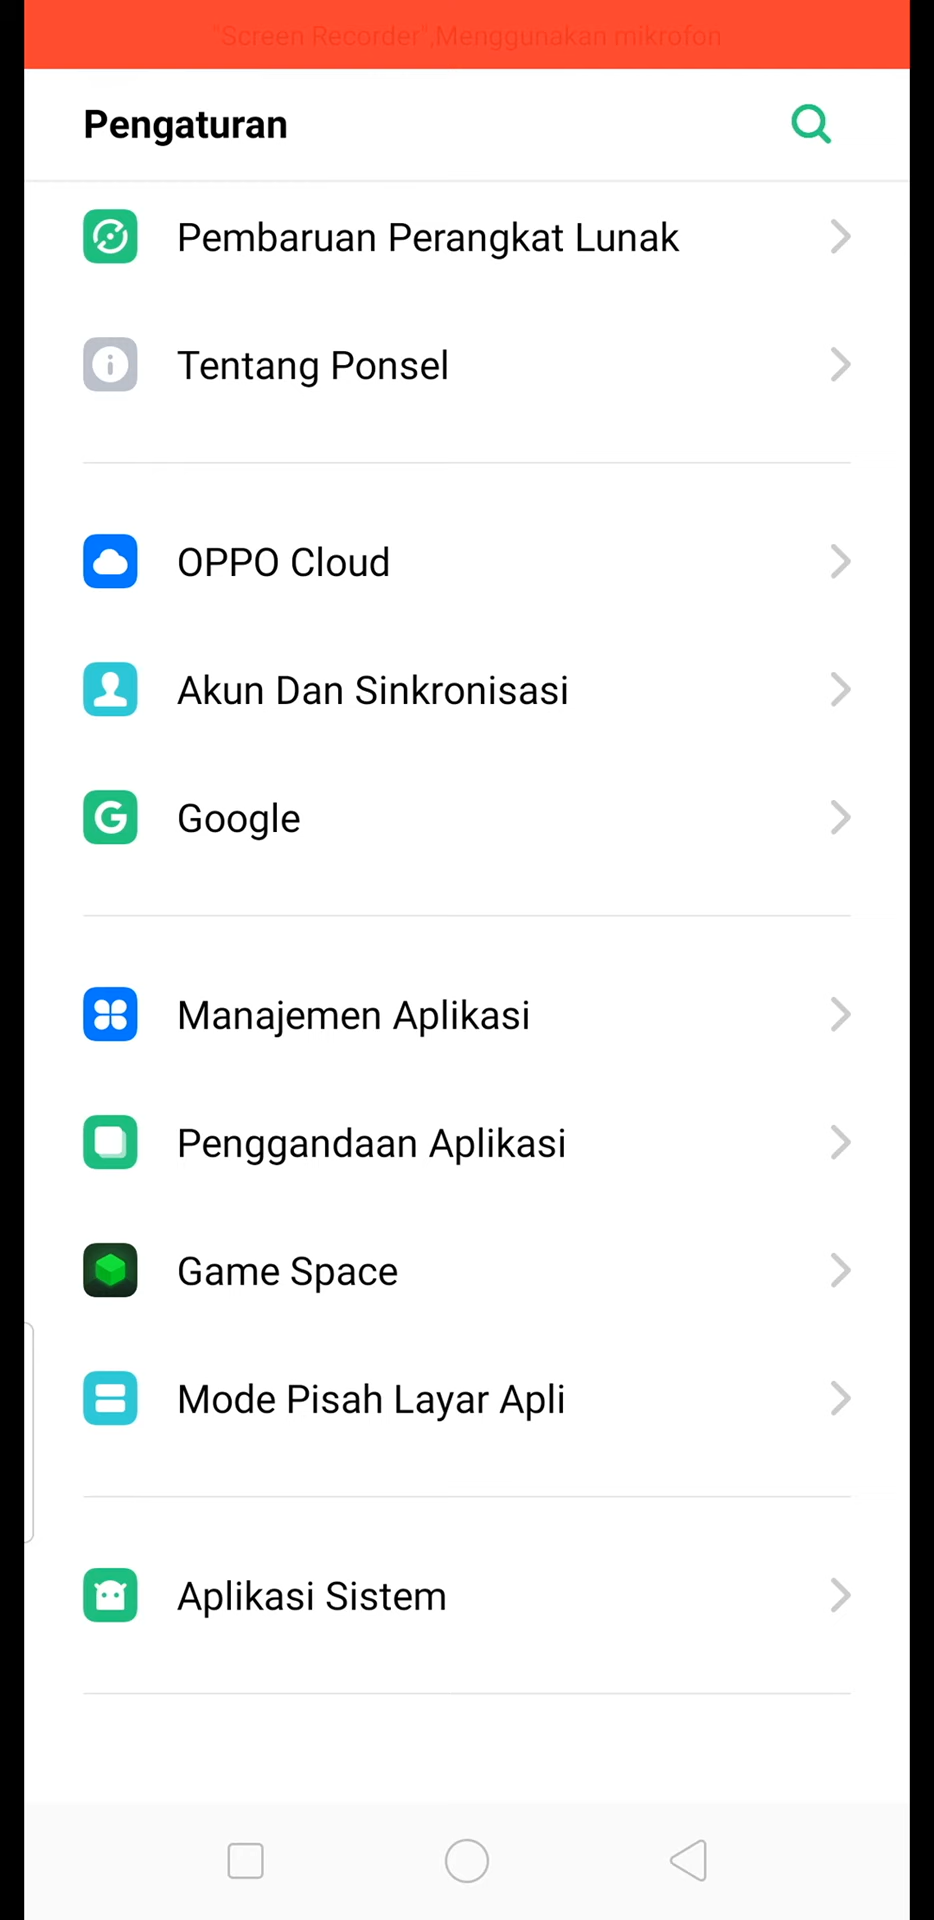 "Screen Recorder",Menggunakan mikrofon
Pengaturan
Pembaruan Perangkat Lunak
Tentang Ponsel
OPPO Cloud
Akun Dan Sinkronisasi
Google
Manajemen Aplikasi
Penggandaan Aplikasi
Game Space
Mode Pisah Layar Apli
Aplikasi Sistem